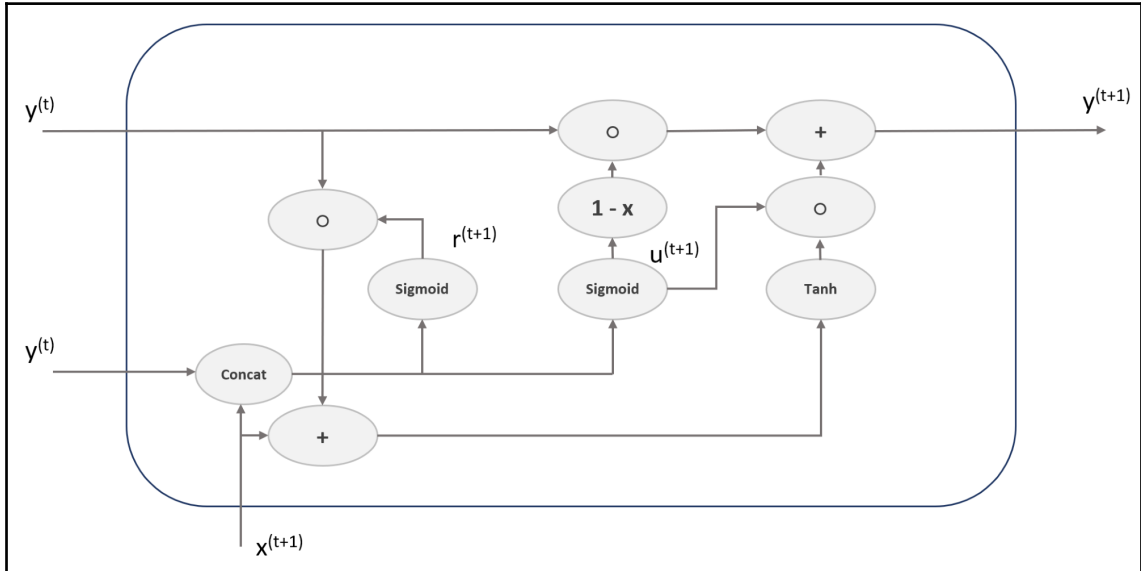 y(t)
y(t+1)
○
+
○
1 - x
○
r(t+1)
u(t+1)
Sigmoid
Sigmoid
Tanh
y(t)
Concat
+
x(t+1)